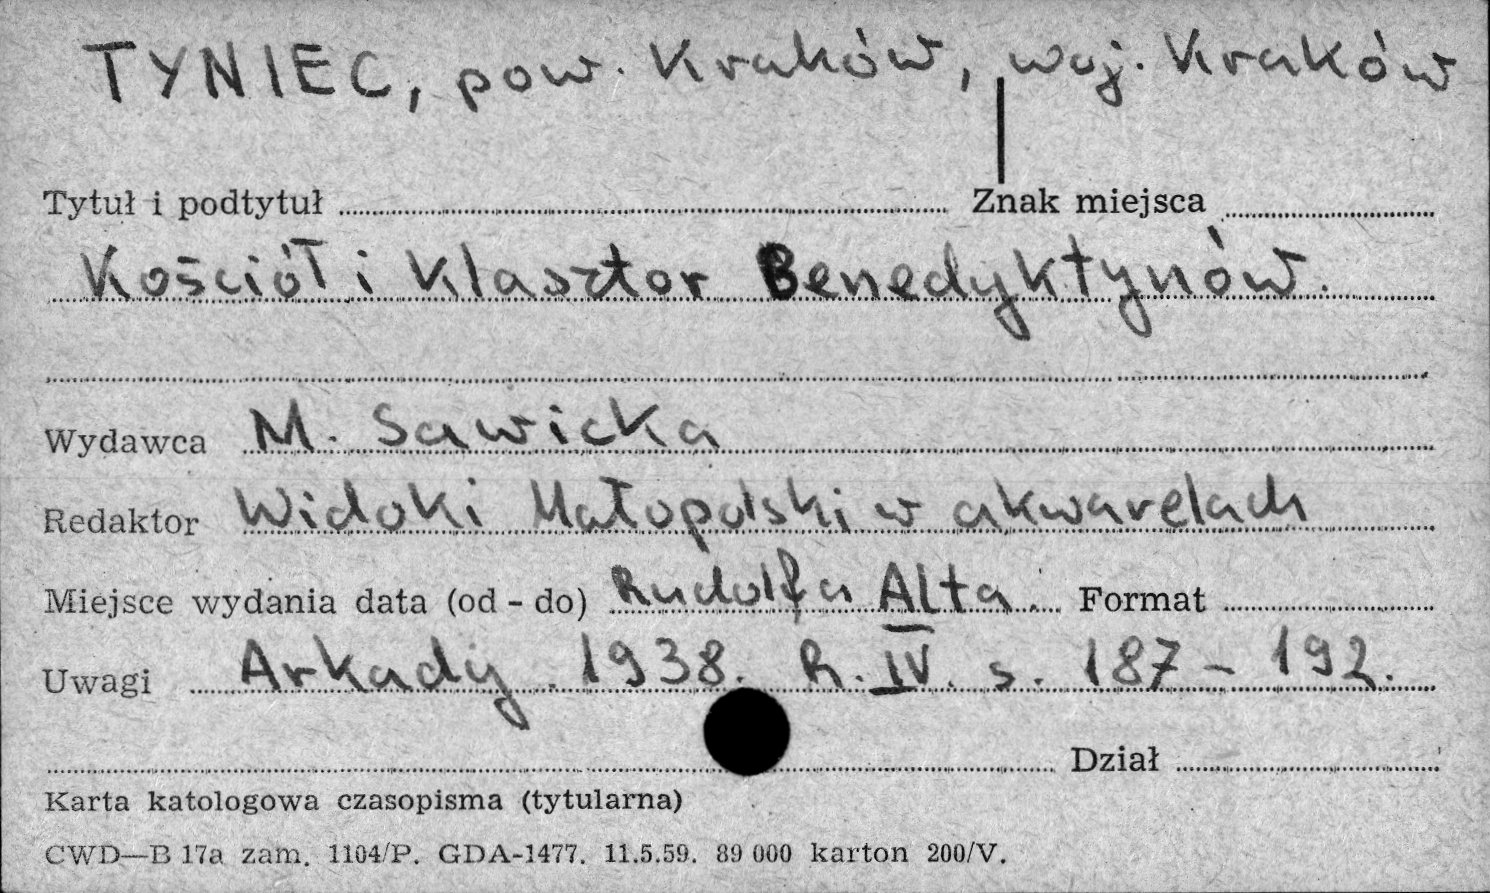 TYNIEC, pow. Kraków, woj. Kraków
Tytuł i podtytuł Znak miejsca
Kościół i Klasztor Benedyktynów.
Wydawca M. Sawicka
Redaktor Widoki Małopolski w akwarelach
Miejsce wydania data (od - do) Rudolfa Alta. Format
Uwagi Arkady. 1938. R. IV. s. 187 - 192.
Dział
Karta katologowa czasopisma (tytularna)
CWD—B 17a zam. 1104/P. GDA-1477. 11.5.59. 89 000 karton 200/V.